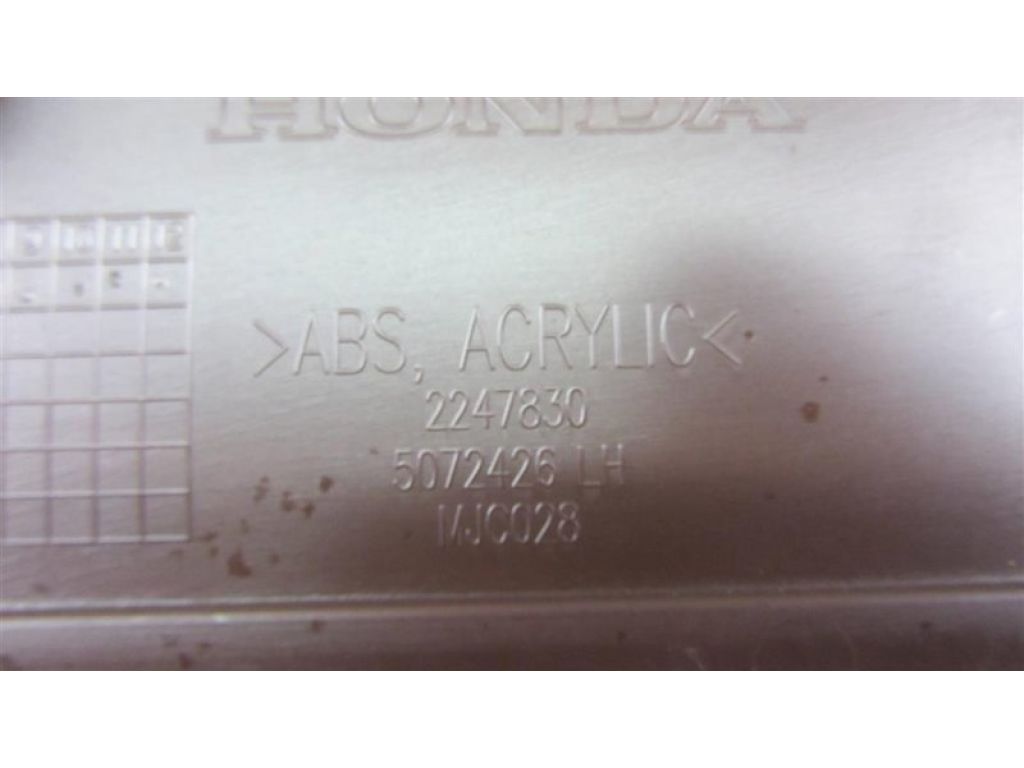 HONDA
>ABS, ACRYLIC<
2247830
5072426 LH
MJC028